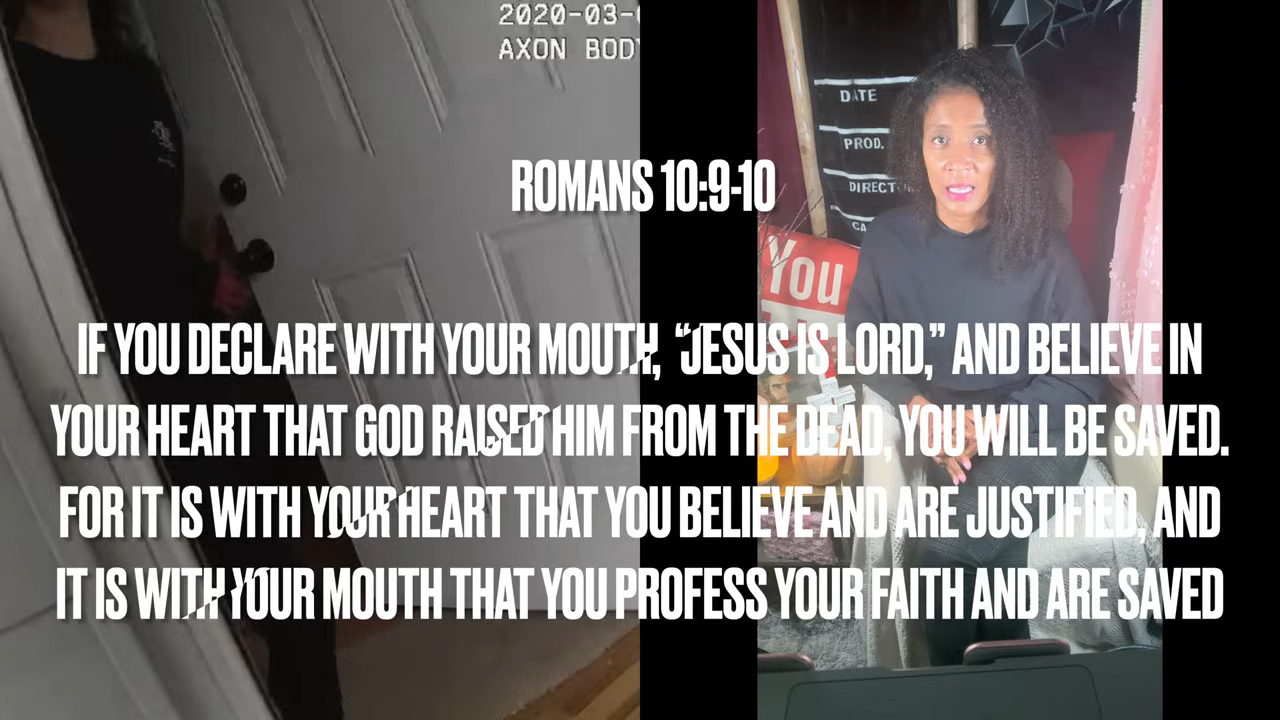 2020-03-
AXON BODY
DATE
PROD.
DIRECT
CA
You
ROMANS 10:9-10
IF YOU DECLARE WITH YOUR MOUTH, “JESUS IS LORD,” AND BELIEVE IN
YOUR HEART THAT GOD RAISED HIM FROM THE DEAD, YOU WILL BE SAVED.
FOR IT IS WITH YOUR HEART THAT YOU BELIEVE AND ARE JUSTIFIED, AND
IT IS WITH YOUR MOUTH THAT YOU PROFESS YOUR FAITH AND ARE SAVED